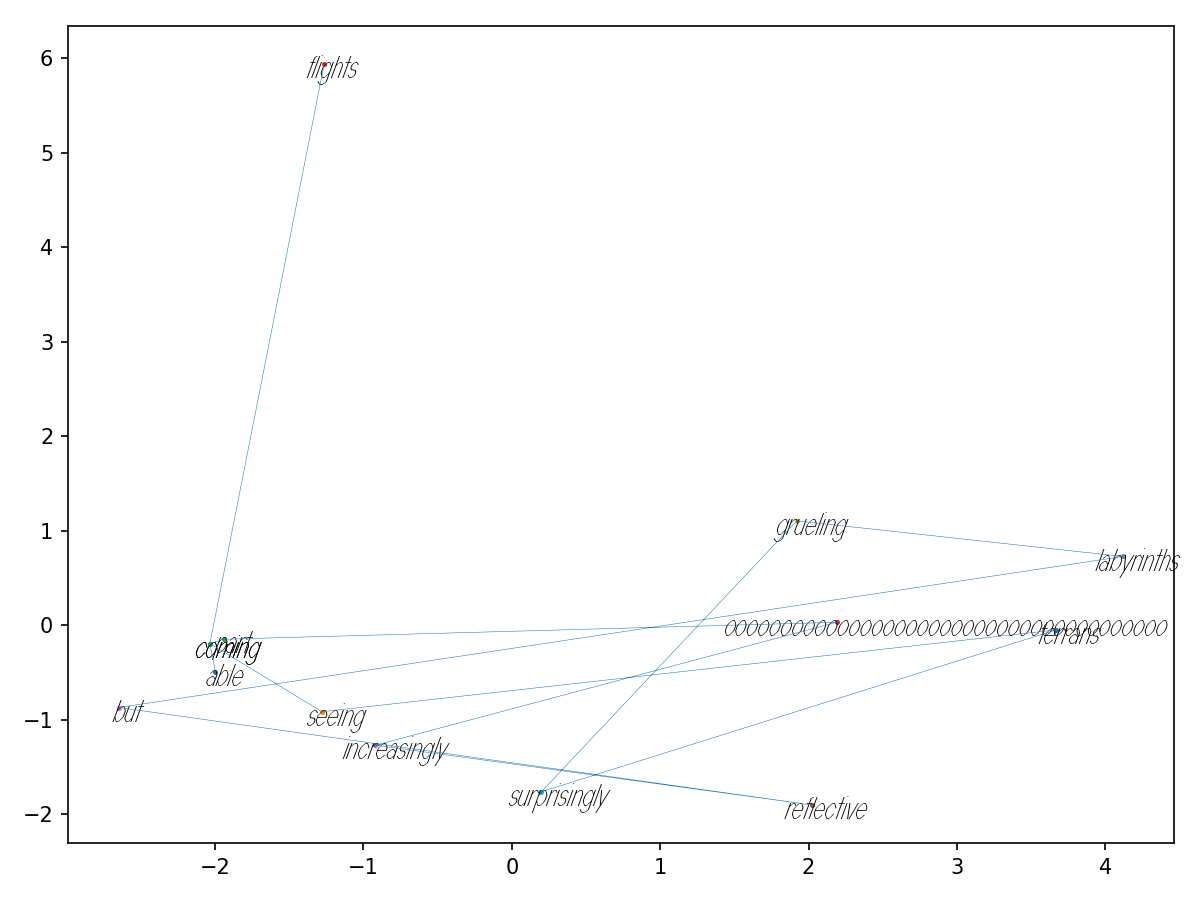 6
flights
5
4
3
2
1
grueling
labyrinths
0
terrans
coming
able
but
seeing
−1
increasingly
surprisingly
reflective
−2
−2 −1 0 1 2 3 4